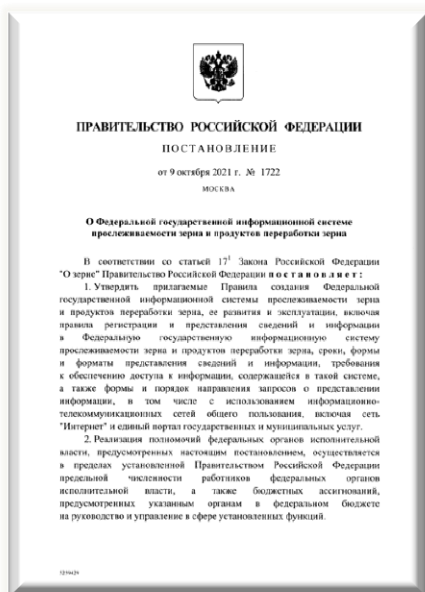 ПРАВИТЕЛЬСТВО РОССИЙСКОЙ ФЕДЕРАЦИИ
ПОСТАНОВЛЕНИЕ
от 9 октября 2021 г. № 1722
МОСКВА
О Федеральной государственной информационной системе
прослеживаемости зерна и продуктов переработки зерна
В соответствии со статьей 17¹ Закона Российской Федерации
"О зерне" Правительство Российской Федерации постановляет:
1. Утвердить прилагаемые Правила создания Федеральной
государственной информационной системы прослеживаемости зерна
и продуктов переработки зерна, ее развития и эксплуатации, включая
правила регистрации и представления сведений и информации
в Федеральную государственную информационную систему
прослеживаемости зерна и продуктов переработки зерна, сроки, формы
и форматы представления сведений и информации, требования
к обеспечению доступа к информации, содержащейся в такой системе,
а также формы и порядок направления запросов о представлении
информации, в том числе с использованием информационно-
телекоммуникационных сетей общего пользования, включая сеть
"Интернет" и единый портал государственных и муниципальных услуг.
2. Реализация полномочий федеральных органов исполнительной
власти, предусмотренных настоящим постановлением, осуществляется
в пределах установленной Правительством Российской Федерации
предельной численности работников федеральных органов
исполнительной власти, а также бюджетных ассигнований,
предусмотренных указанным органам в федеральном бюджете
на руководство и управление в сфере установленных функций.